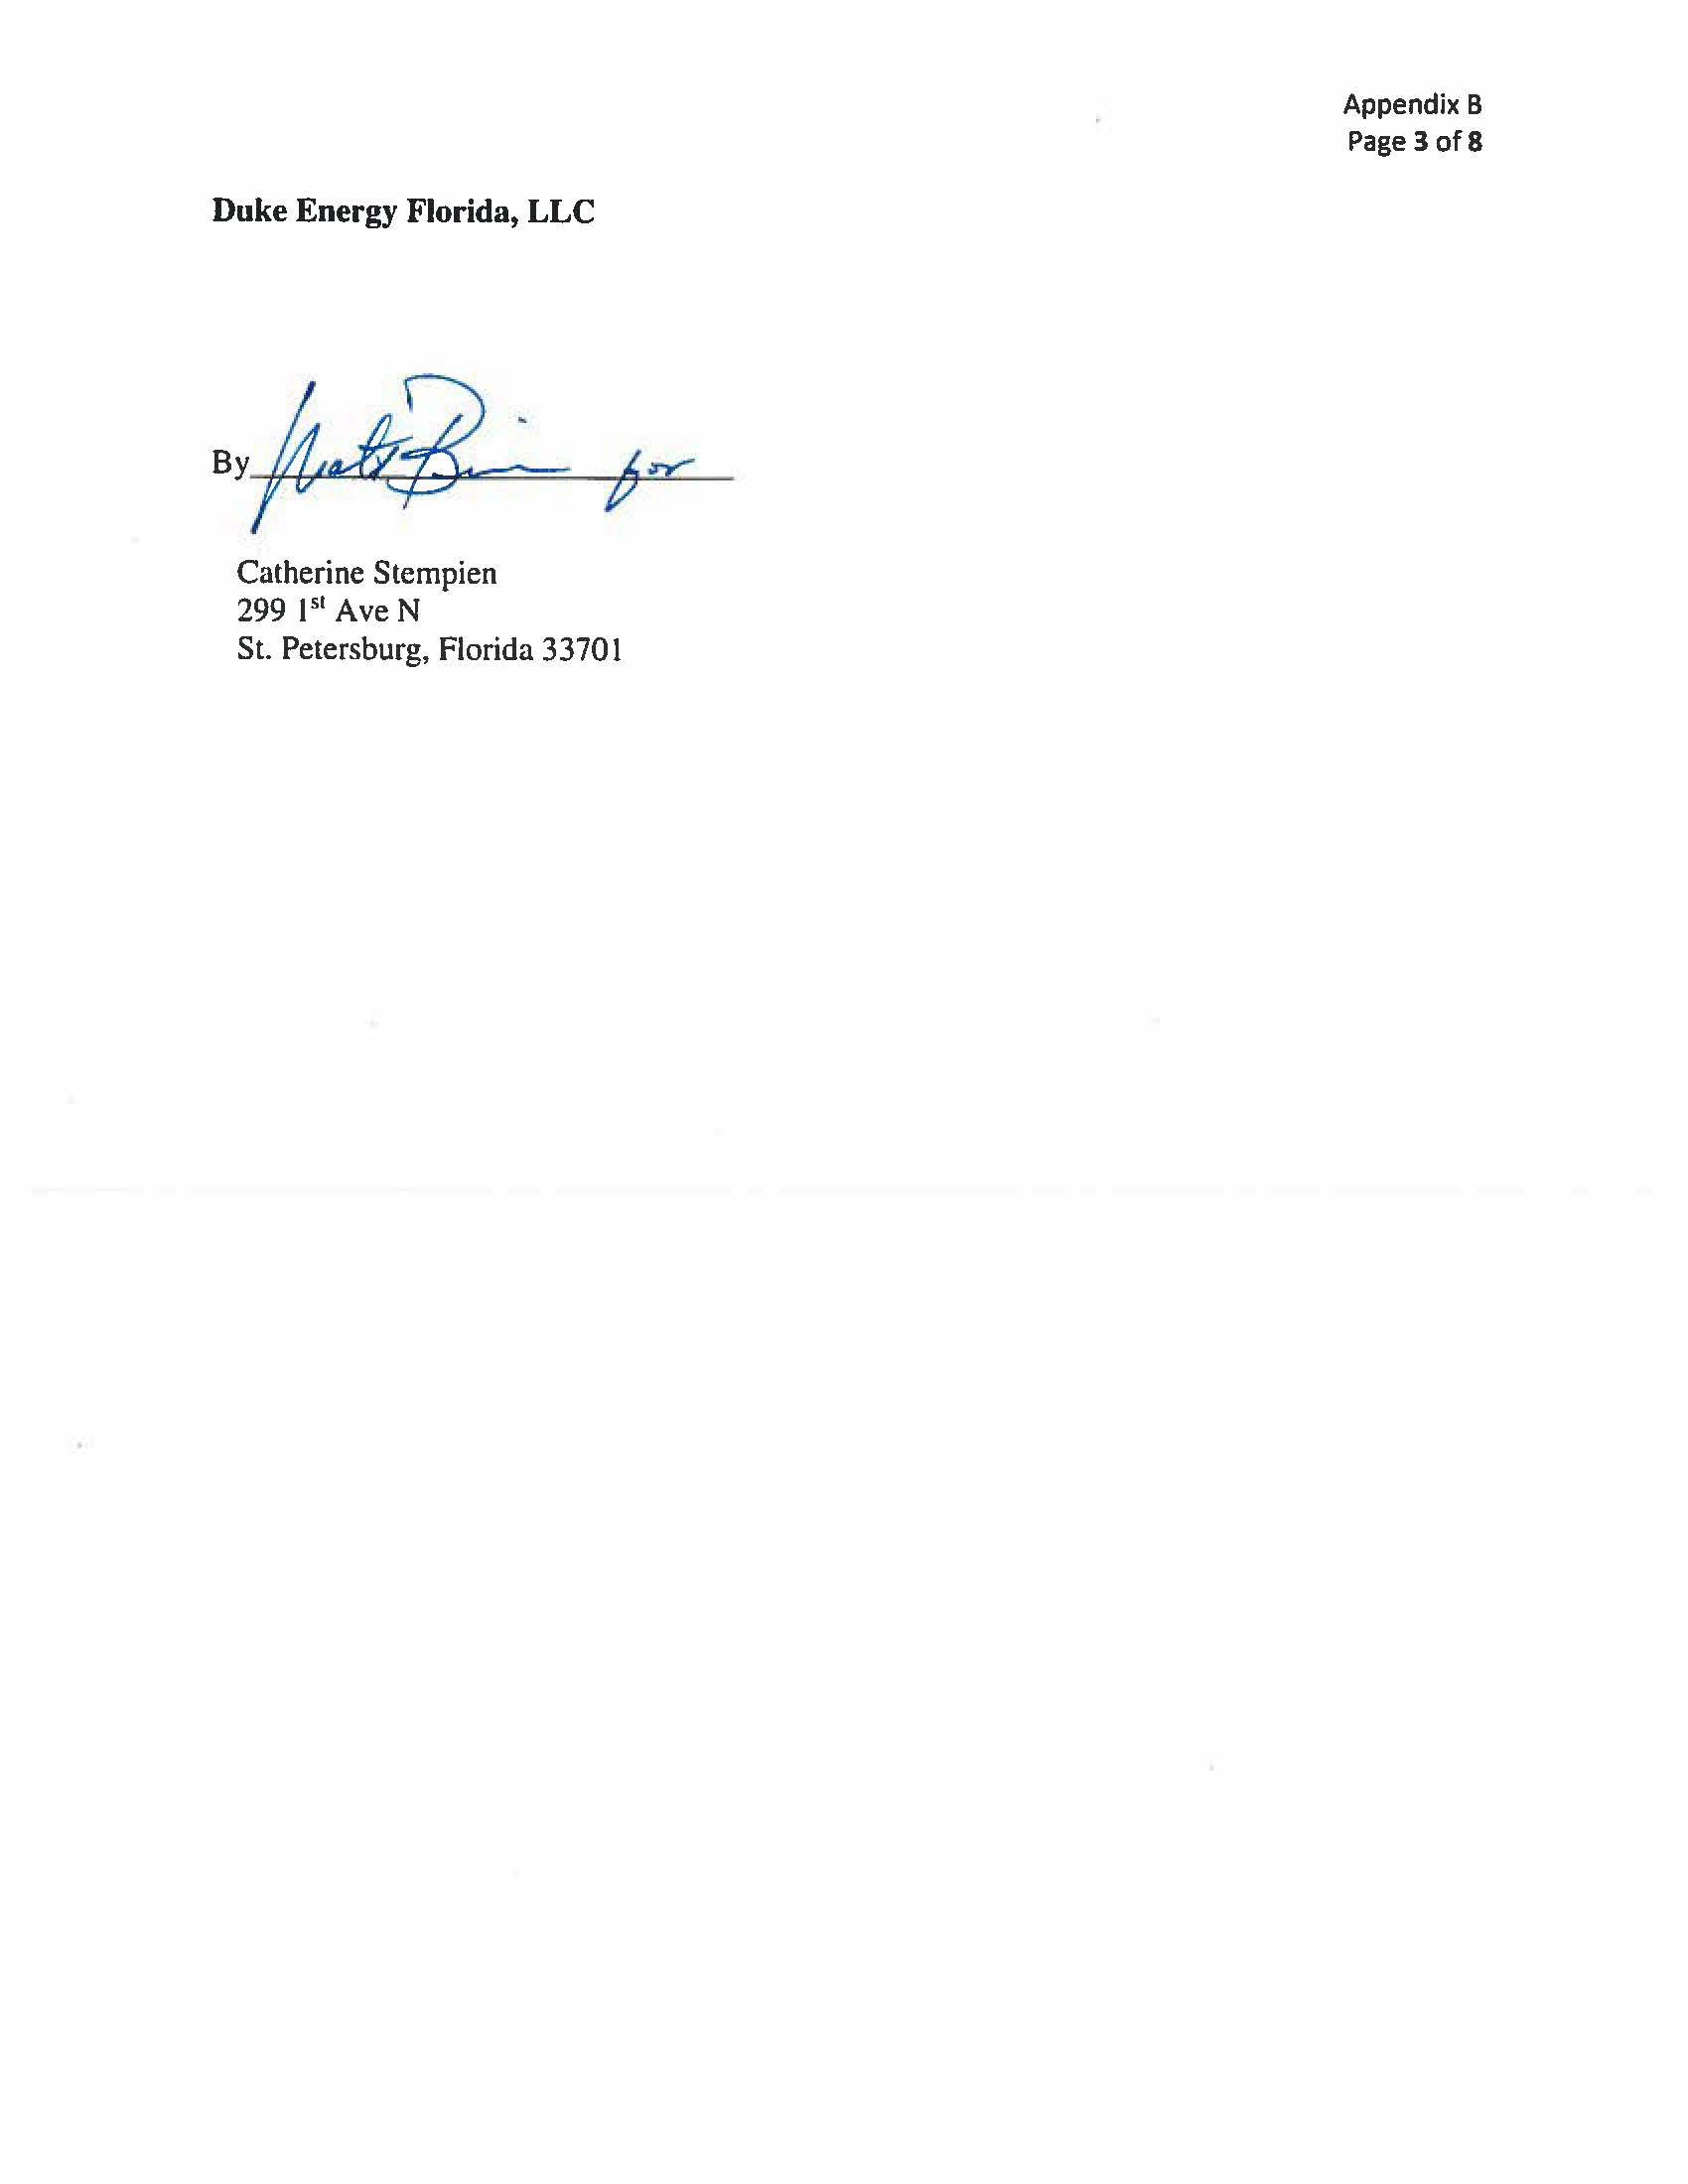 Appendix B
Page 3 of 8
Duke Energy Florida, LLC
By for
Catherine Stempien
299 1st Ave N
St. Petersburg, Florida 33701